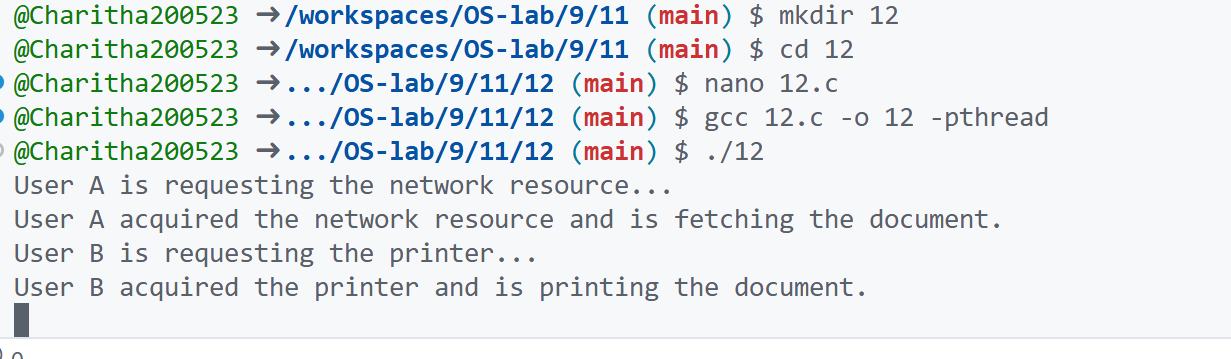 @Charitha200523 ➜/workspaces/OS-lab/9/11 (main) $ mkdir 12
@Charitha200523 ➜/workspaces/OS-lab/9/11 (main) $ cd 12
@Charitha200523 ➜.../OS-lab/9/11/12 (main) $ nano 12.c
@Charitha200523 ➜.../OS-lab/9/11/12 (main) $ gcc 12.c -o 12 -pthread
@Charitha200523 ➜.../OS-lab/9/11/12 (main) $ ./12
User A is requesting the network resource...
User A acquired the network resource and is fetching the document.
User B is requesting the printer...
User B acquired the printer and is printing the document.